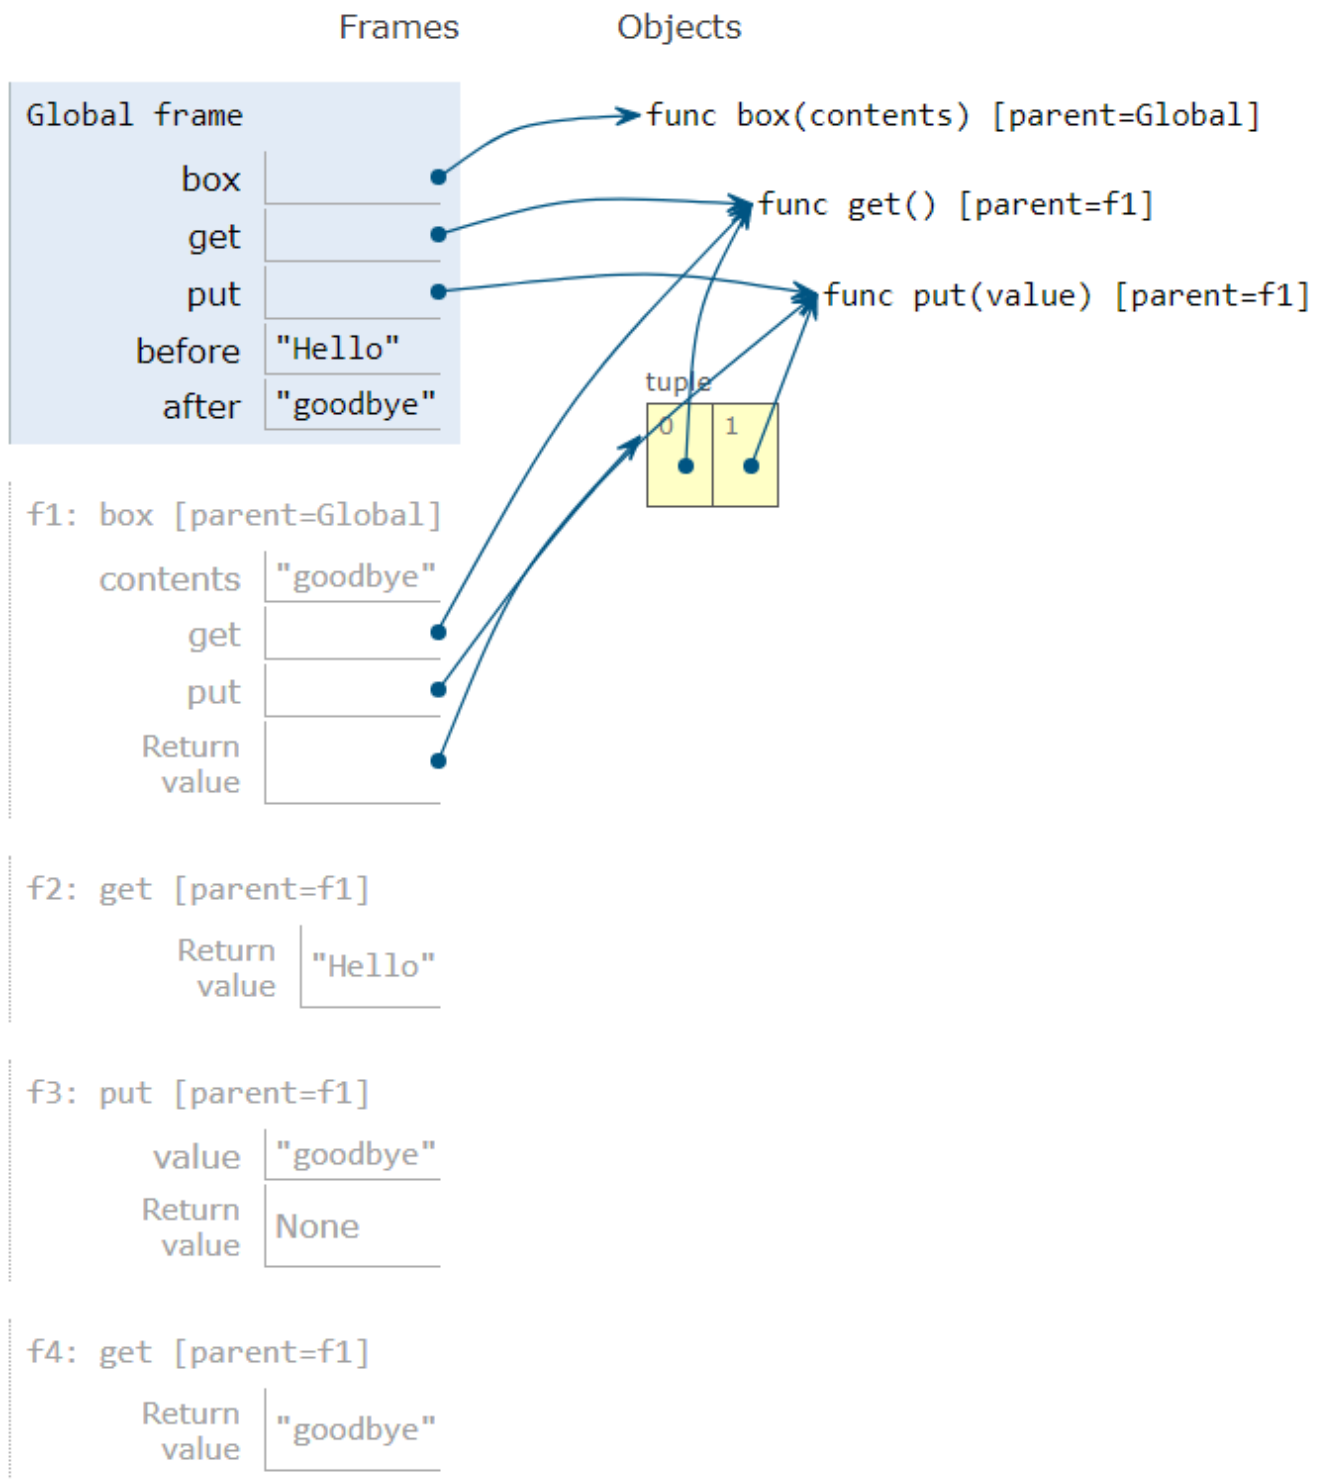 Frames Objects
Global frame
func box(contents) [parent=Global]
box
func get() [parent=f1]
get
put
func put(value) [parent=f1]
before "Hello"
tuple
after "goodbye"
0 1
f1: box [parent=Global]
contents "goodbye"
get
put
Return
value
f2: get [parent=f1]
Return
value "Hello"
f3: put [parent=f1]
value "goodbye"
Return
value None
f4: get [parent=f1]
Return
value "goodbye"